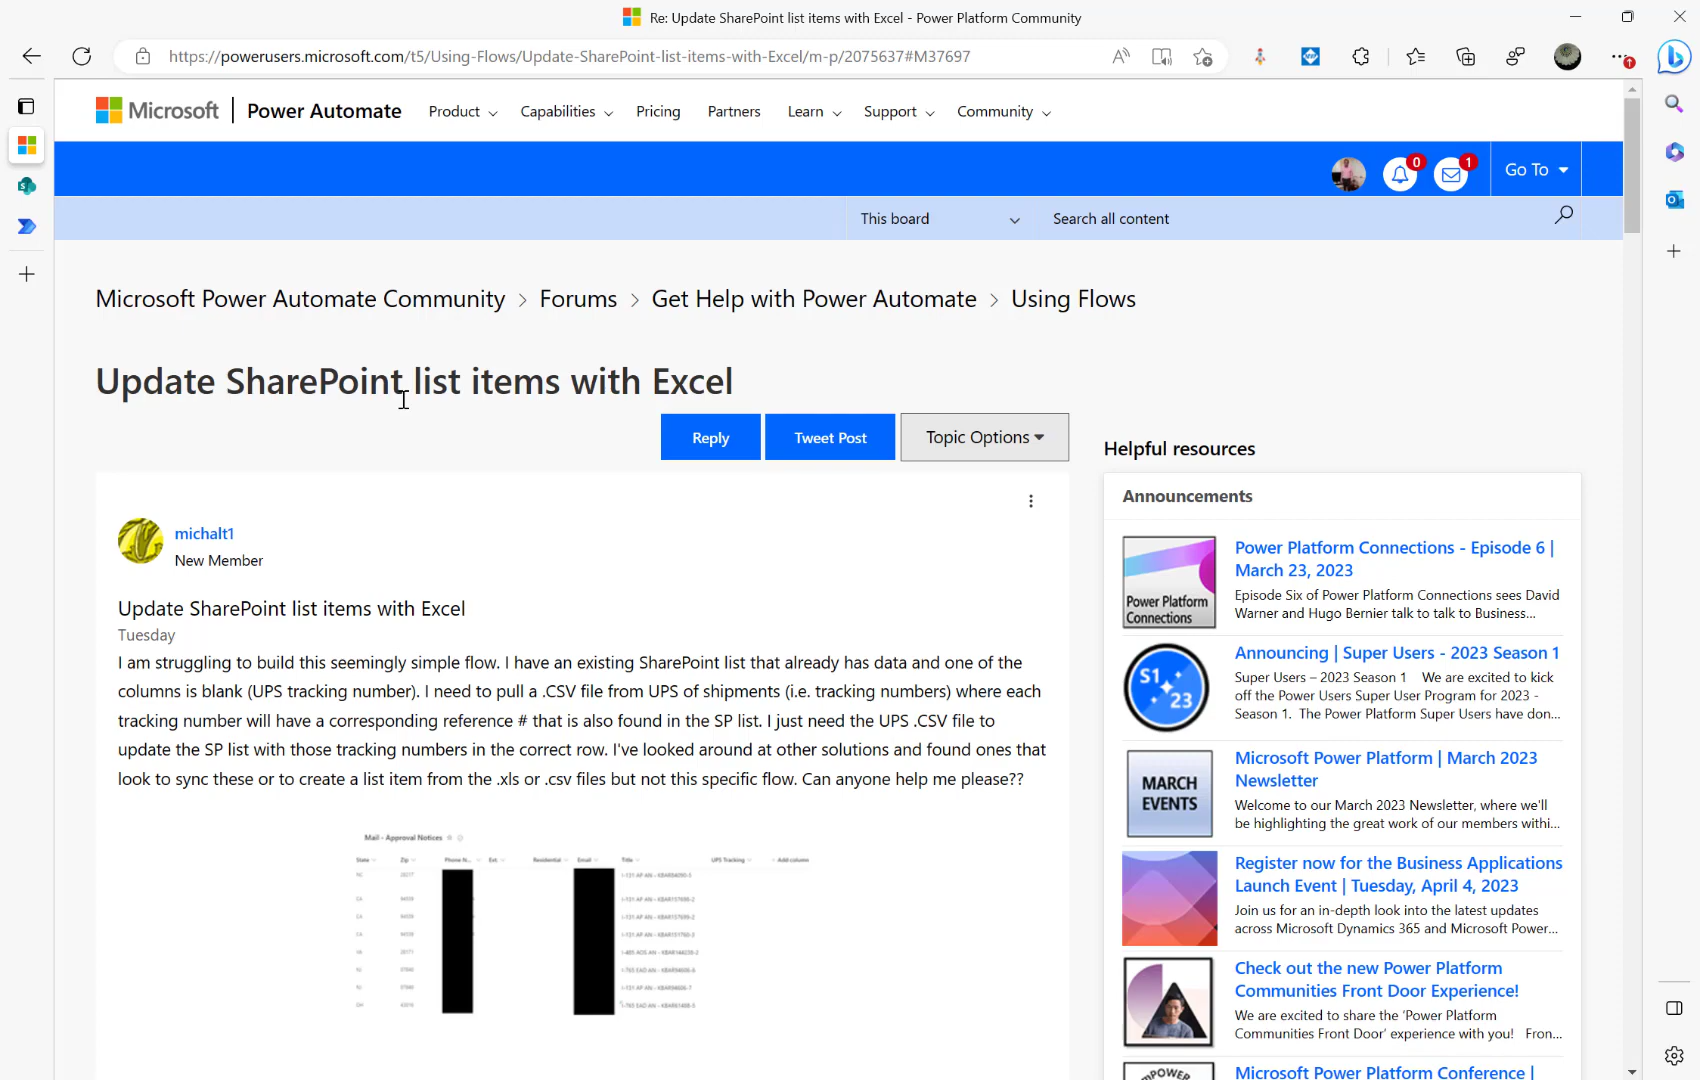 Re: Update SharePoint list items with Excel - Power Platform Community
https://powerusers.microsoft.com/t5/Using-Flows/Update-SharePoint-list-items-with-Excel/m-p/2075637#M37697
Microsoft | Power Automate Product Capabilities Pricing Partners Learn Support Community
0 1 Go To
This board Search all content
Microsoft Power Automate Community > Forums > Get Help with Power Automate > Using Flows
Update SharePoint list items with Excel
Reply Tweet Post Topic Options
michalt1
New Member
Update SharePoint list items with Excel
Tuesday
I am struggling to build this seemingly simple flow. I have an existing SharePoint list that already has data and one of the
columns is blank (UPS tracking number). I need to pull a .CSV file from UPS of shipments (i.e. tracking numbers) where each
tracking number will have a corresponding reference # that is also found in the SP list. I just need the UPS .CSV file to
update the SP list with those tracking numbers in the correct row. I've looked around at other solutions and found ones that
look to sync these or to create a list item from the .xls or .csv files but not this specific flow. Can anyone help me please??
Mail - Approval Notices
State Zip Phone N... Ext. Residential Email Title UPS Tracking + Add column
Helpful resources
Announcements
Power Platform Connections
Power Platform Connections - Episode 6 |
March 23, 2023
Episode Six of Power Platform Connections sees David
Warner and Hugo Bernier talk to talk to Business...
S1
23
Announcing | Super Users - 2023 Season 1
Super Users – 2023 Season 1 We are excited to kick
off the Power Users Super User Program for 2023 -
Season 1. The Power Platform Super Users have don...
MARCH
EVENTS
Microsoft Power Platform | March 2023
Newsletter
Welcome to our March 2023 Newsletter, where we'll
be highlighting the great work of our members withi...
Register now for the Business Applications
Launch Event | Tuesday, April 4, 2023
Join us for an in-depth look into the latest updates
across Microsoft Dynamics 365 and Microsoft Power...
Check out the new Power Platform
Communities Front Door Experience!
We are excited to share the 'Power Platform
Communities Front Door' experience with you! Fron...
Microsoft Power Platform Conference |